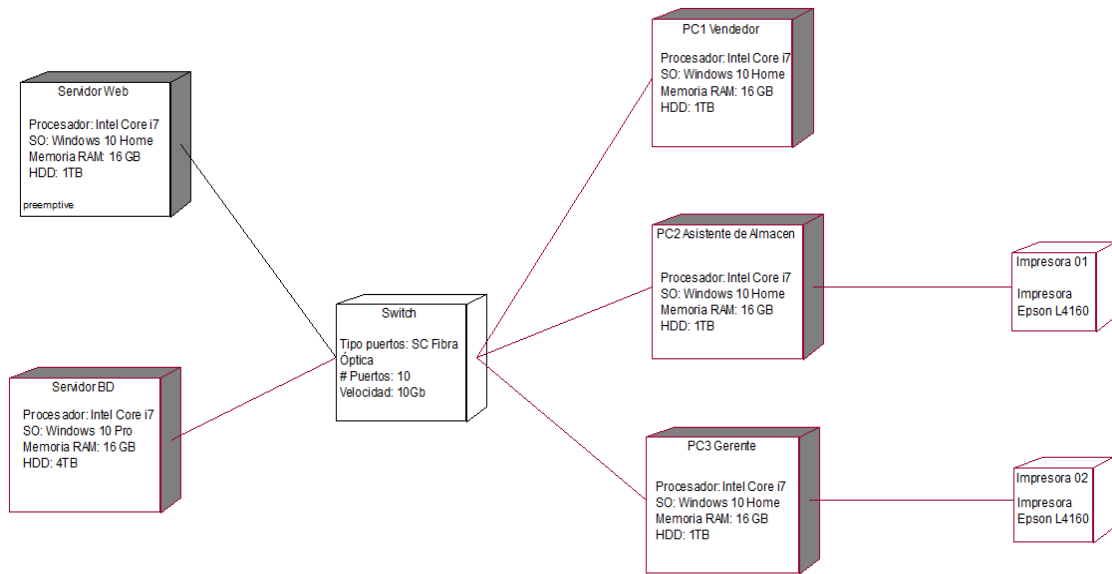 Servidor Web
Procesador: Intel Core i7
SO: Windows 10 Home
Memoria RAM: 16 GB
HDD: 1TB
preemptive
Servidor BD
Procesador: Intel Core i7
SO: Windows 10 Pro
Memoria RAM: 16 GB
HDD: 4TB
Switch
Tipo puertos: SC Fibra
Óptica
# Puertos: 10
Velocidad: 10Gb
PC1 Vendedor
Procesador: Intel Core i7
SO: Windows 10 Home
Memoria RAM: 16 GB
HDD: 1TB
PC2 Asistente de Almacen
Procesador: Intel Core i7
SO: Windows 10 Home
Memoria RAM: 16 GB
HDD: 1TB
Impresora 01
Impresora
Epson L4160
PC3 Gerente
Procesador: Intel Core i7
SO: Windows 10 Home
Memoria RAM: 16 GB
HDD: 1TB
Impresora 02
Impresora
Epson L4160